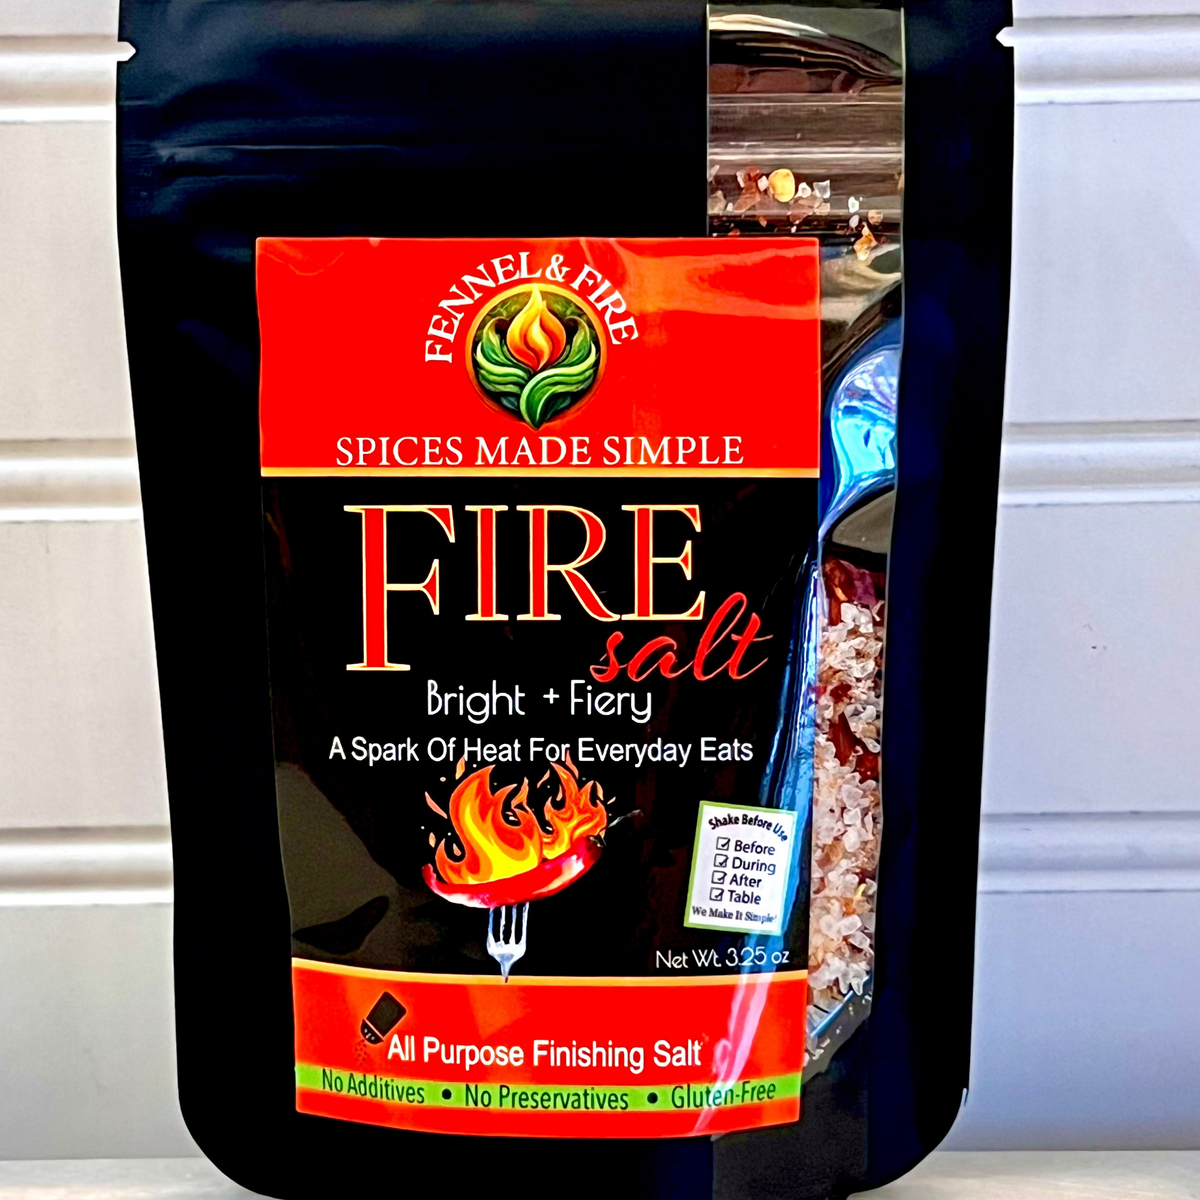 FENNEL & FIRE
SPICES MADE SIMPLE
FIRE
salt
Bright + Fiery
A Spark Of Heat For Everyday Eats
Shake Before Use
Before
During
After
Table
We Make It Simple!
Net Wt. 3.25 oz
All Purpose Finishing Salt
No Additives • No Preservatives • Gluten-Free